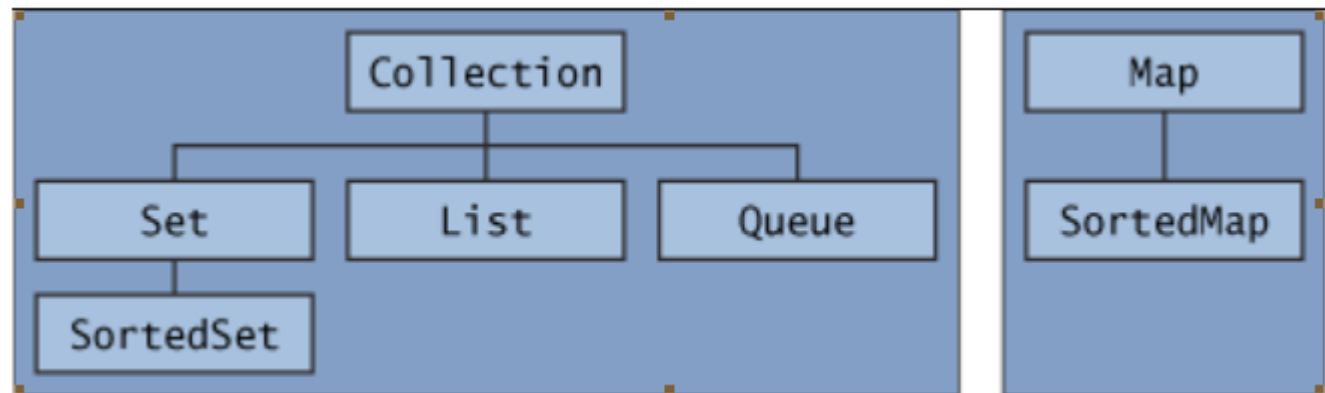 Collection
Map
Set
List
Queue
SortedMap
SortedSet